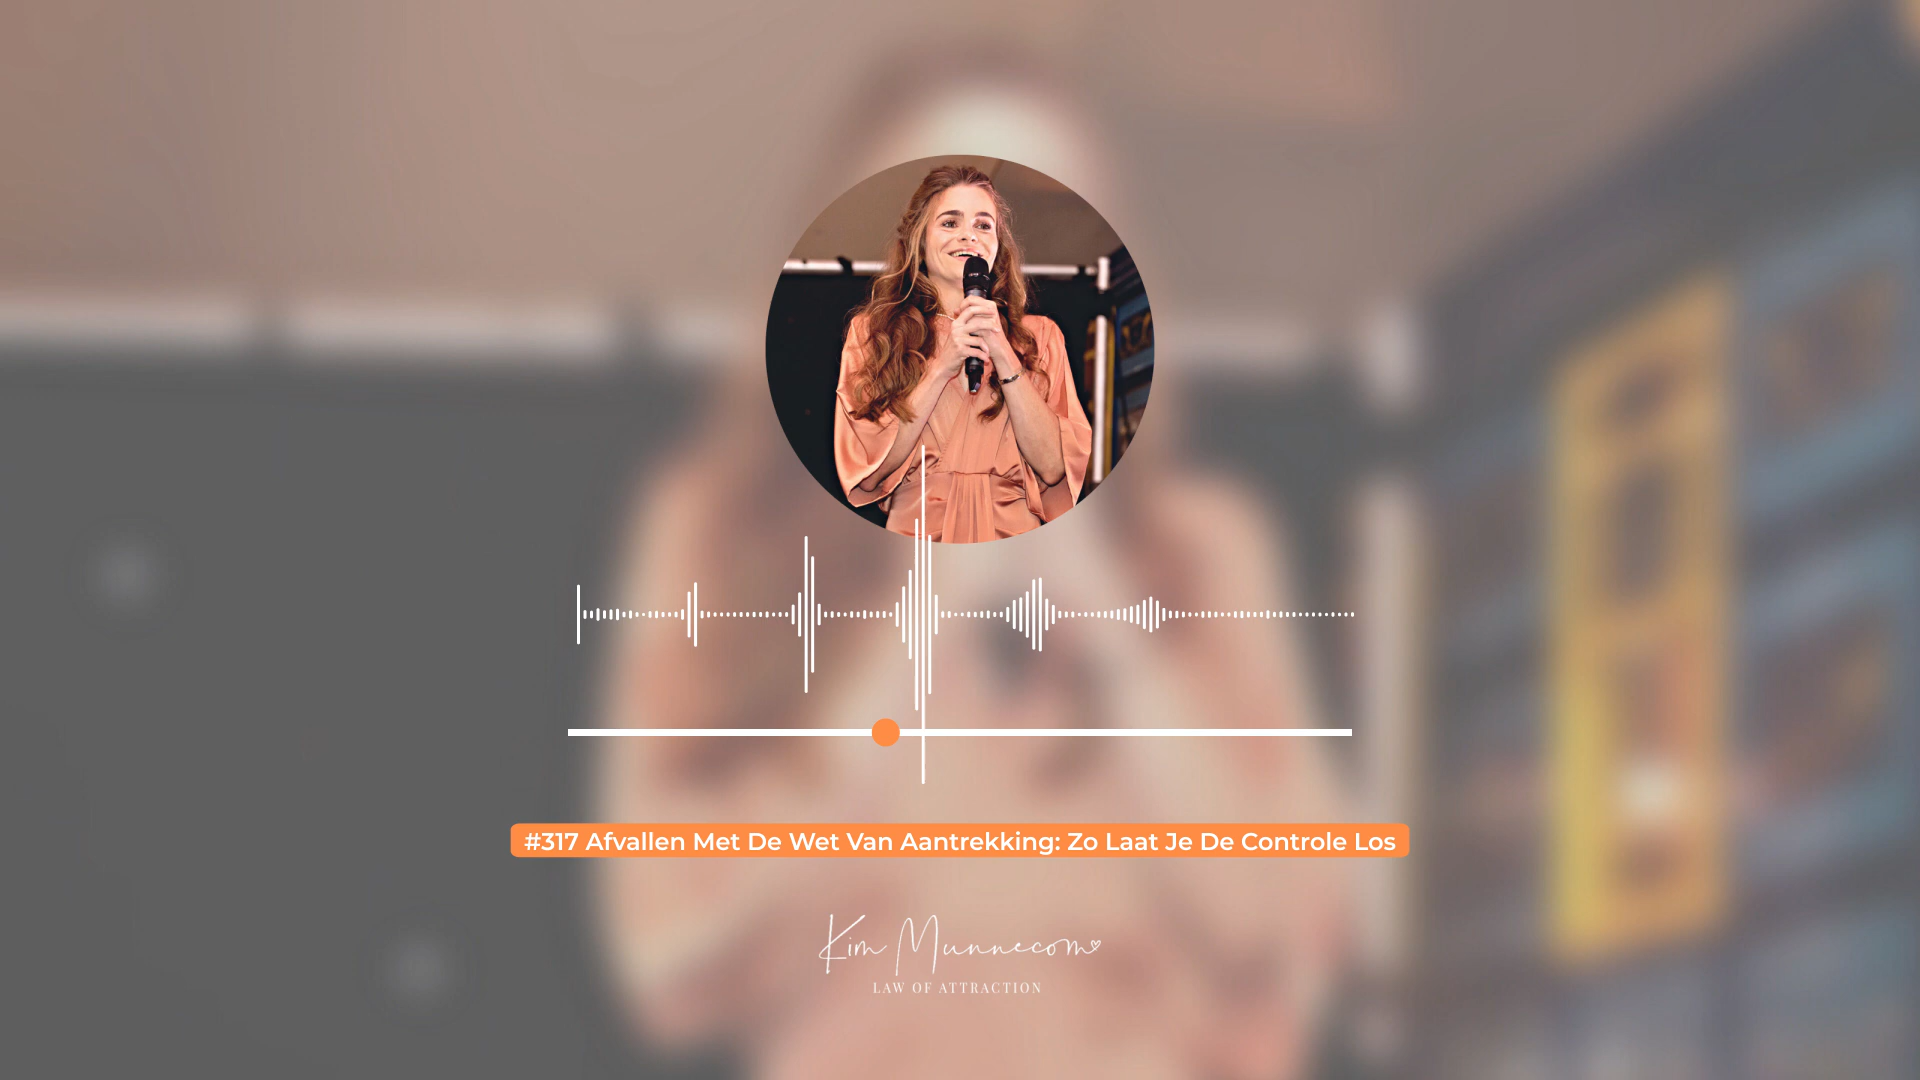 #317 Afvallen Met De Wet Van Aantrekking: Zo Laat Je De Controle Los
Kim Munnecom
LAW OF ATTRACTION